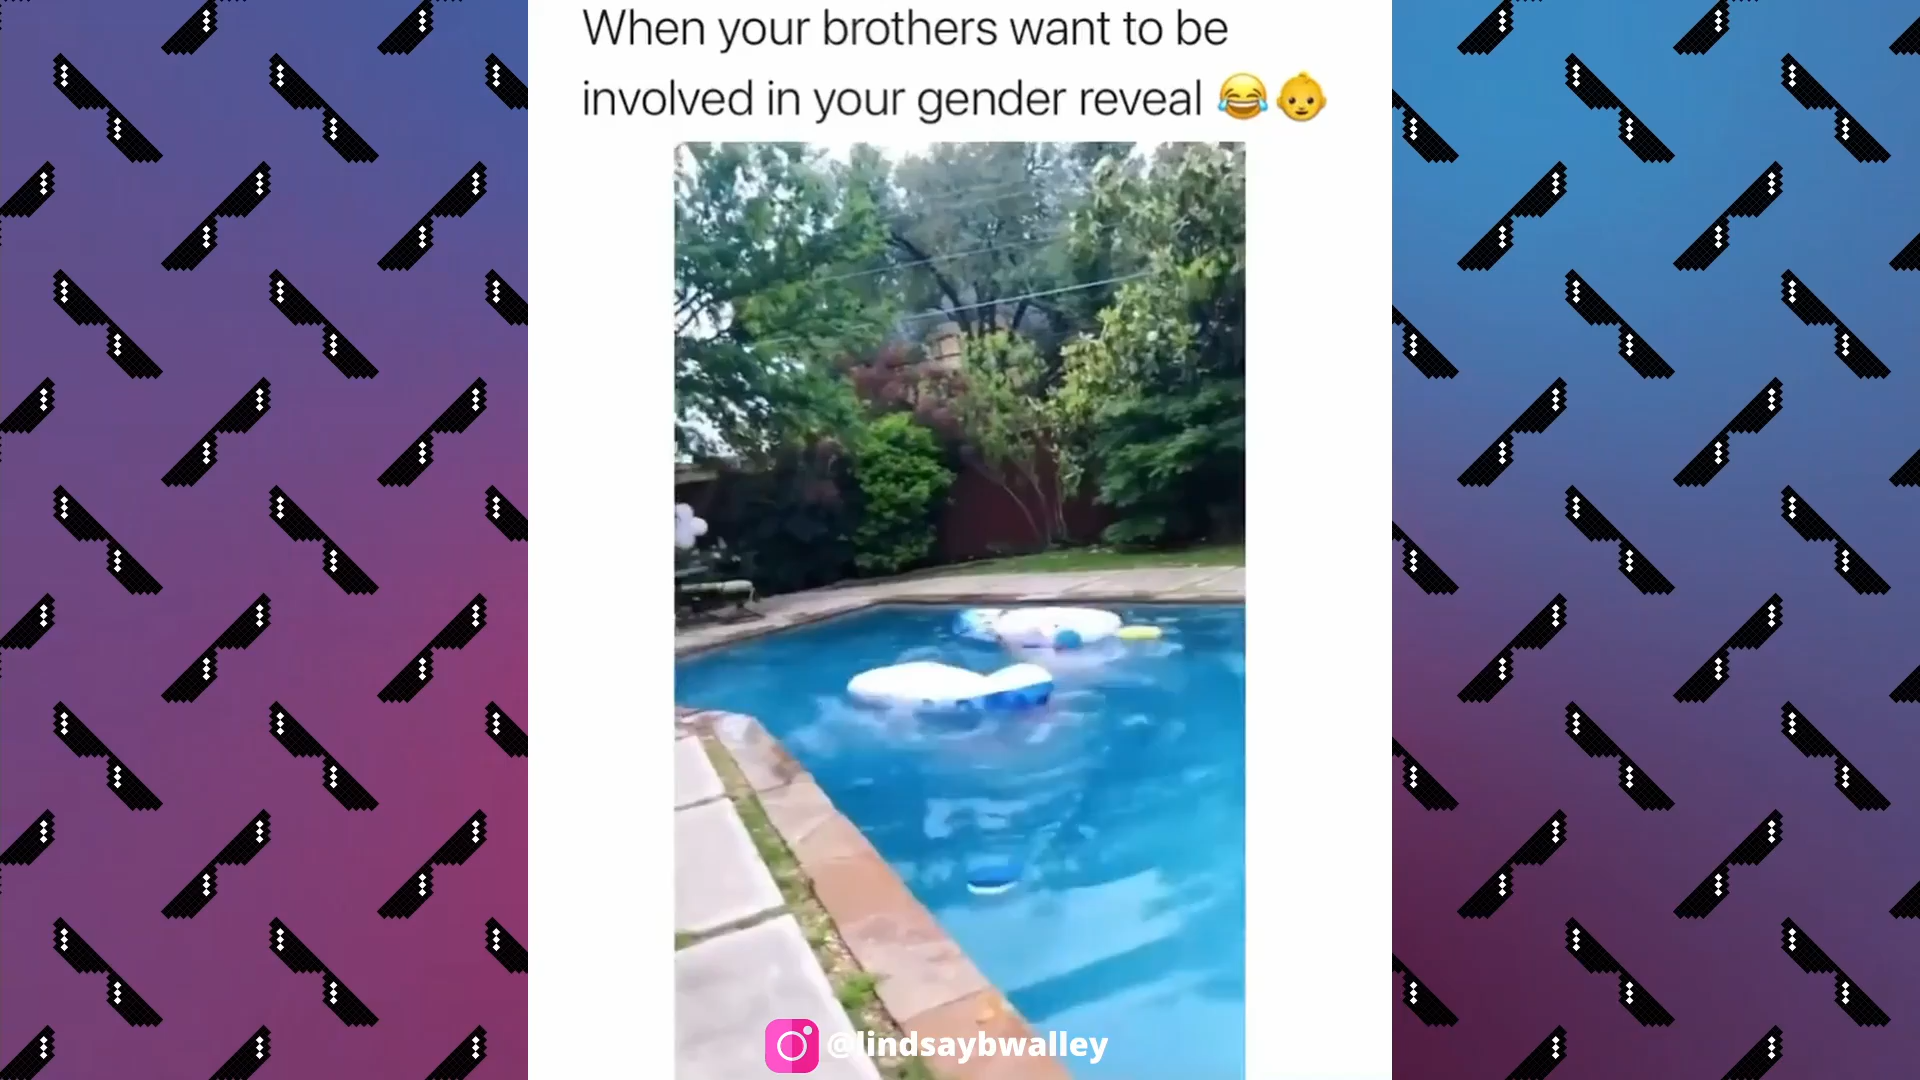 When your brothers want to be
involved in your gender reveal 😂👶
@lindsaybwalley